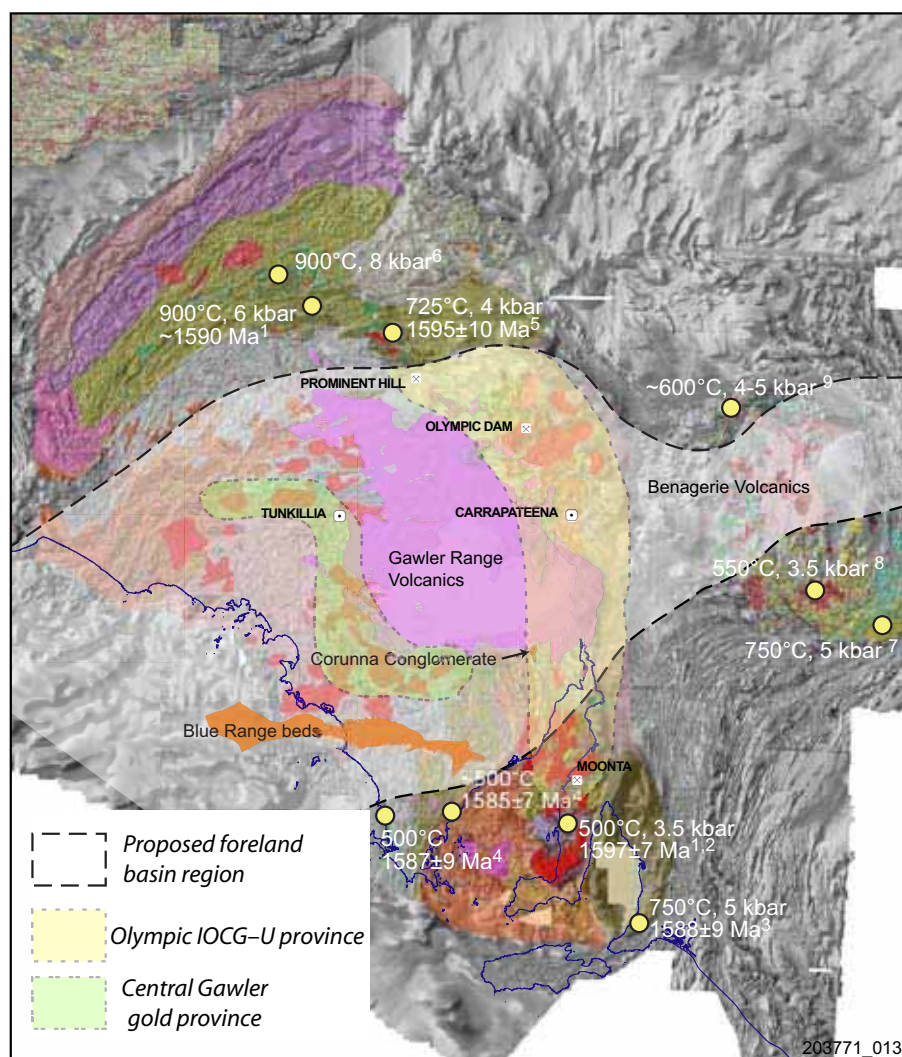 900°C, 8 kbar6
900°C, 6 kbar
~1590 Ma1
725°C, 4 kbar
1595±10 Ma5
PROMINENT HILL
~600°C, 4-5 kbar 9
OLYMPIC DAM
Benagerie Volcanics
TUNKILLIA
CARRAPATEENA
Gawler Range
Volcanics
550°C, 3.5 kbar 8
750°C, 5 kbar 7
Corunna Conglomerate
Blue Range beds
MOONTA
~500°C
1585±7 Ma4
500°C
1587±9 Ma4
500°C, 3.5 kbar
1597±7 Ma1,2
750°C, 5 kbar
1588±9 Ma3
Proposed foreland
basin region
Olympic IOCG–U province
Central Gawler
gold province
203771_013